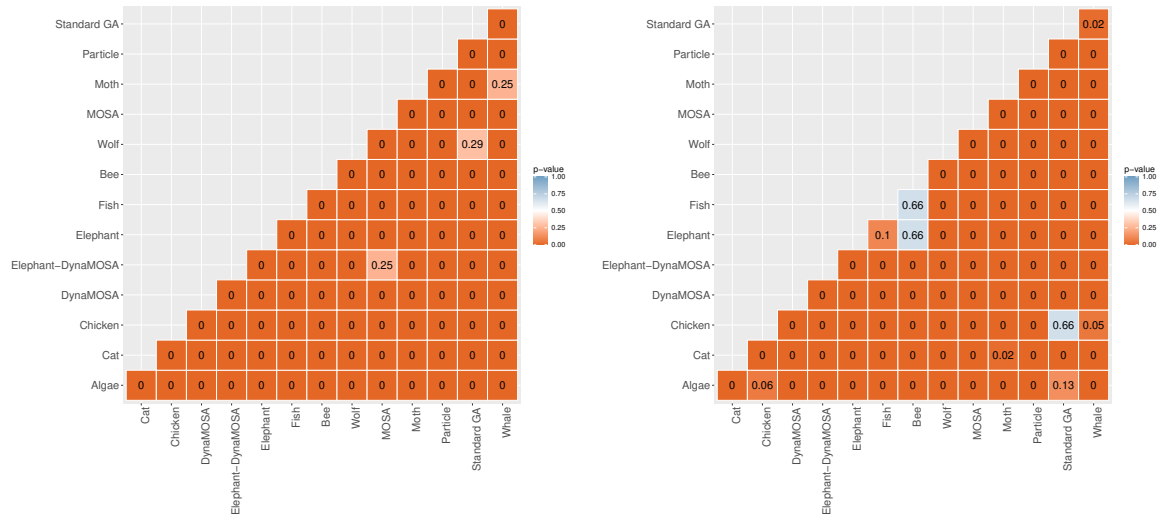 Standard GA 0
Particle 0 0
Moth 0 0 0.25
MOSA 0 0 0 0
Wolf 0 0 0 0.29 0
Bee 0 0 0 0 0 0
Fish 0 0 0 0 0 0 0
Elephant 0 0 0 0 0 0 0 0
Elephant-DynaMOSA 0 0 0 0 0.25 0 0 0 0
DynaMOSA 0 0 0 0 0 0 0 0 0 0
Chicken 0 0 0 0 0 0 0 0 0 0 0
Cat 0 0 0 0 0 0 0 0 0 0 0 0
Algae 0 0 0 0 0 0 0 0 0 0 0 0 0
Cat
Chicken
DynaMOSA
Elephant-DynaMOSA
Elephant
Fish
Bee
Wolf
MOSA
Moth
Particle
Standard GA
Whale
p-value
1.00
0.75
0.50
0.25
0.00
Standard GA 0.02
Particle 0 0
Moth 0 0 0
MOSA 0 0 0 0
Wolf 0 0 0 0 0
Bee 0 0 0 0 0 0
Fish 0.66 0 0 0 0 0 0
Elephant 0.1 0.66 0 0 0 0 0 0
Elephant-DynaMOSA 0 0 0 0 0 0 0 0 0
DynaMOSA 0 0 0 0 0 0 0 0 0 0
Chicken 0 0 0 0 0 0 0 0 0 0.66 0.05
Cat 0 0 0 0 0 0 0 0 0.02 0 0 0
Algae 0 0.06 0 0 0 0 0 0 0 0 0 0.13 0
Cat
Chicken
DynaMOSA
Elephant-DynaMOSA
Elephant
Fish
Bee
Wolf
MOSA
Moth
Particle
Standard GA
Whale
p-value
1.00
0.75
0.50
0.25
0.00